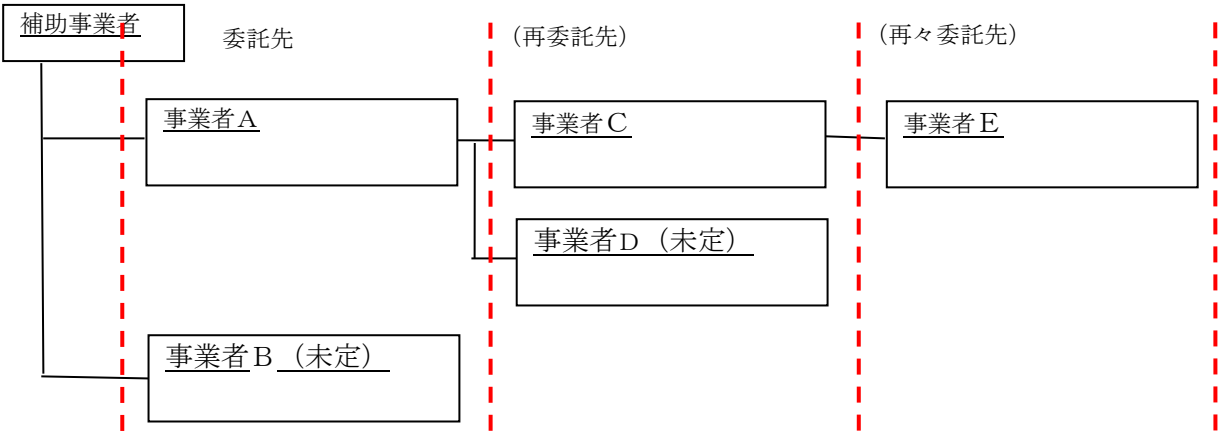 補助事業者
委託先
（再委託先）
（再々委託先）
事業者Ａ
事業者Ｃ
事業者Ｅ
事業者D（未定）
事業者Ｂ（未定）